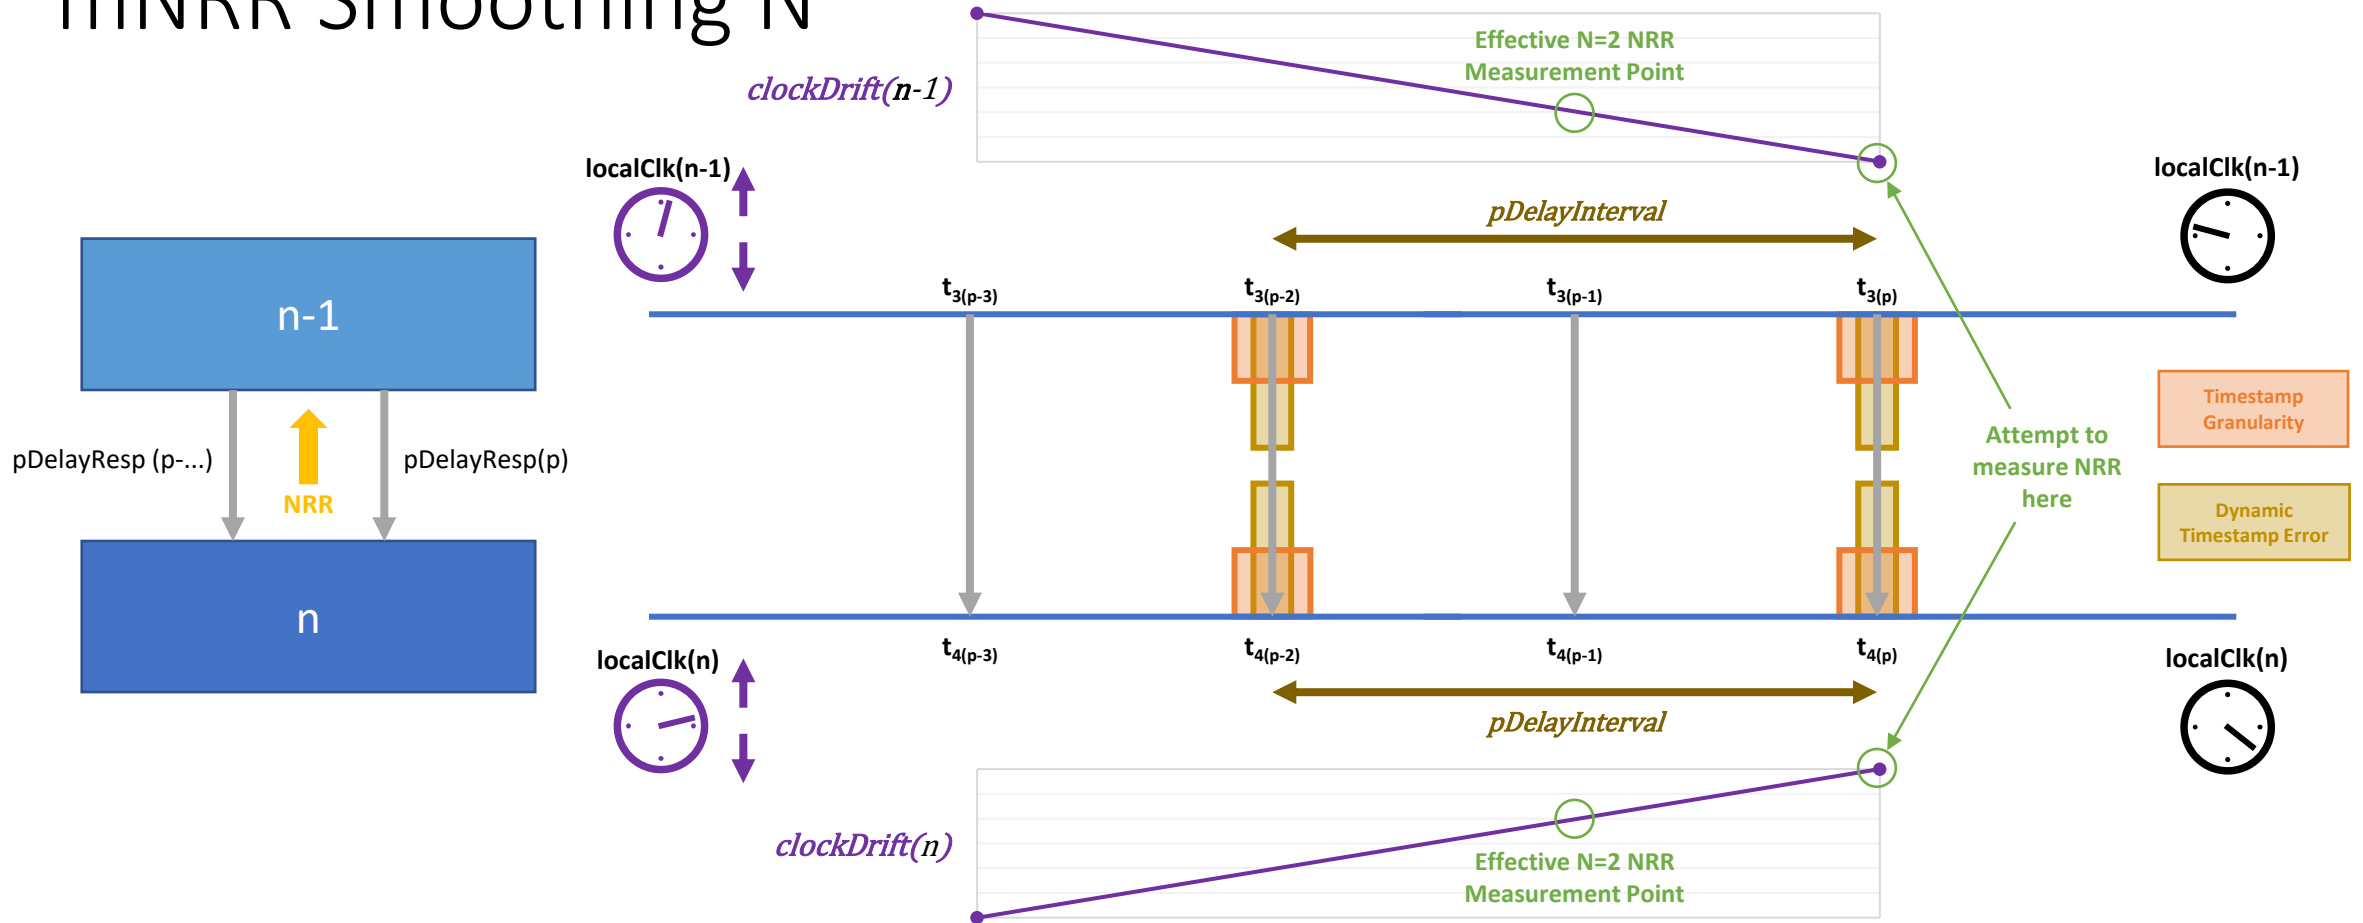 mNRR Smoothing N
Effective N=2 NRR
Measurement Point
clockDrift(n-1)
localClk(n-1)
localClk(n-1)
pDelayInterval
t3(p-3)
t3(p-2)
t3(p-1)
t3(p)
n-1
Timestamp
Granularity
Attempt to
measure NRR
here
pDelayResp (p-...)
pDelayResp(p)
NRR
Dynamic
Timestamp Error
n
t4(p-3)
t4(p-2)
t4(p-1)
t4(p)
localClk(n)
localClk(n)
pDelayInterval
clockDrift(n)
Effective N=2 NRR
Measurement Point